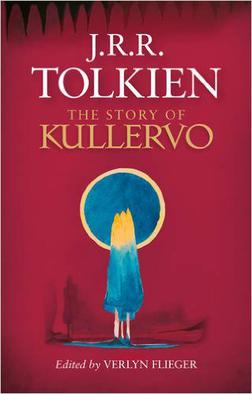 J.R.R.
TOLKIEN
THE STORY OF
KULLERVO
Edited by VERLYN FLIEGER